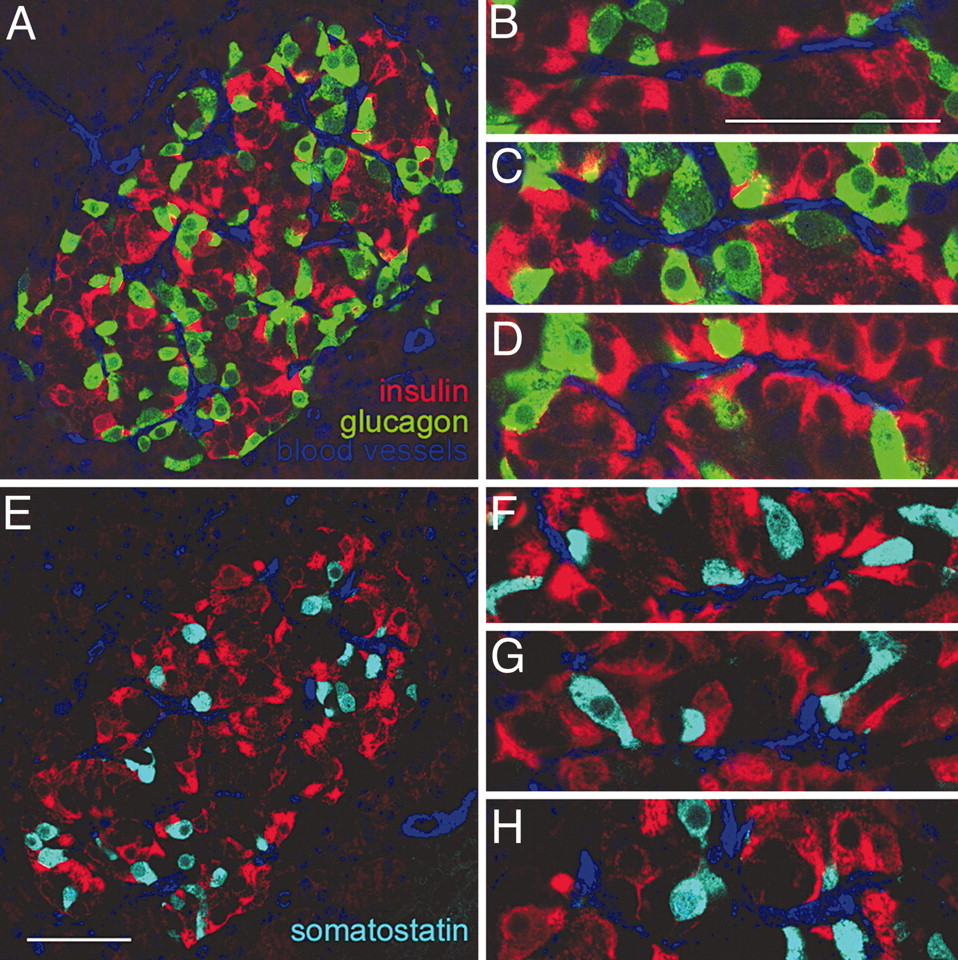 A
B
C
D
insulin
glucagon
blood vessels
E
F
G
H
somatostatin